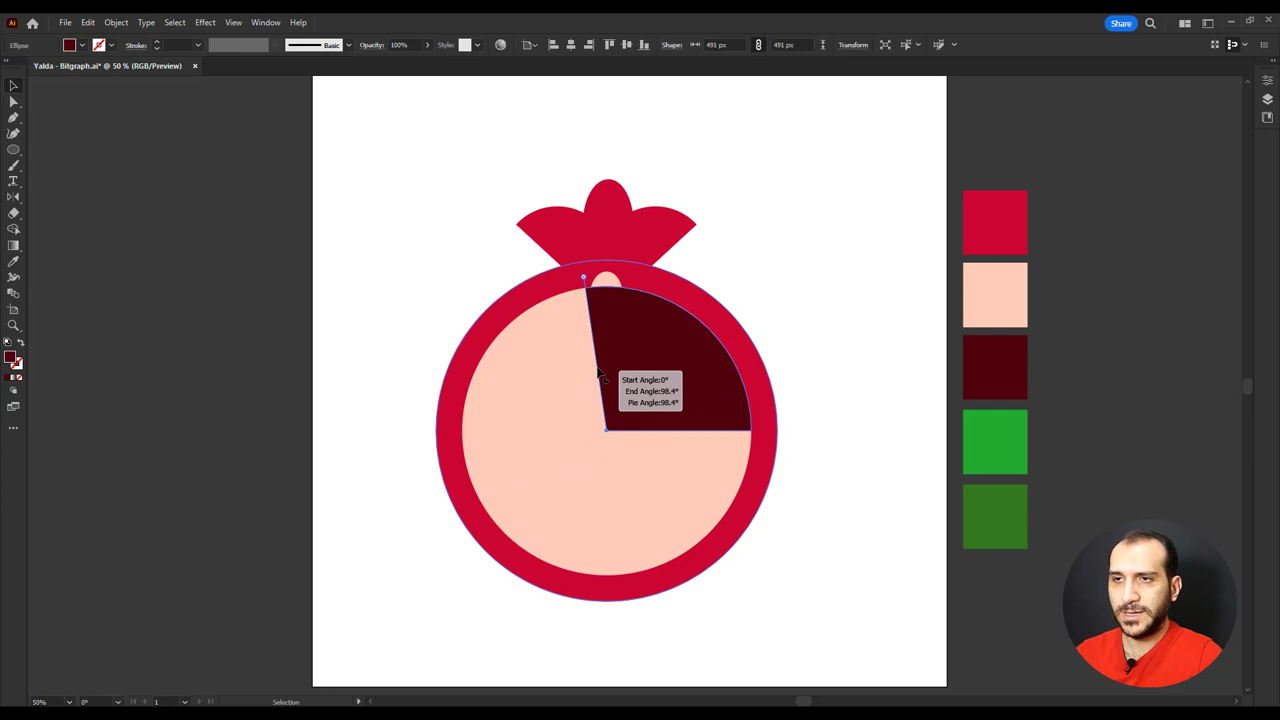 Ai File Edit Object Type Select Effect View Window Help Share
Ellipse Stroke: Basic Opacity: 100% Style: Shape: 491 px 491 px Transform
Yalda - Bitgraph.ai* @ 50 % (RGB/Preview) ×
Start Angle:0°
End Angle:98.4°
Pie Angle:98.4°
50% 0° 1 Selection